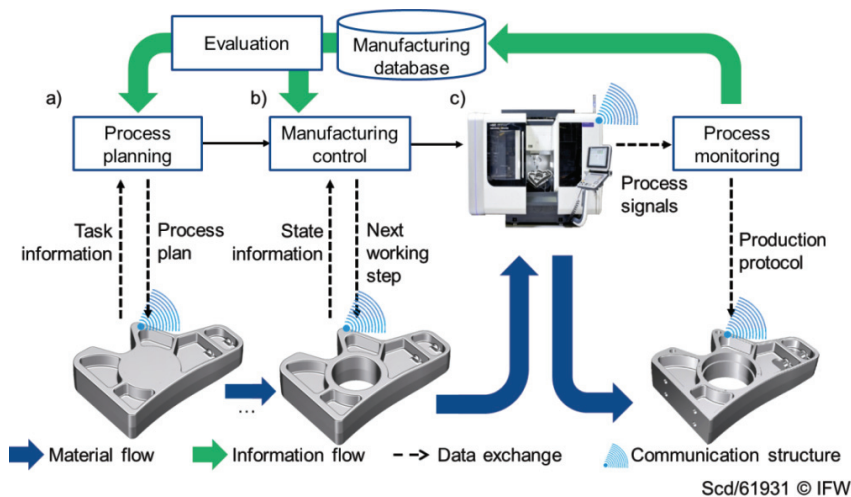 Evaluation
Manufacturing
database
a)
b)
c)
Process
planning
Manufacturing
control
Process
monitoring
Process
signals
Task
information
Process
plan
State
information
Next
working
step
Production
protocol
...
Material flow
Information flow
Data exchange
Communication structure
Scd/61931 © IFW